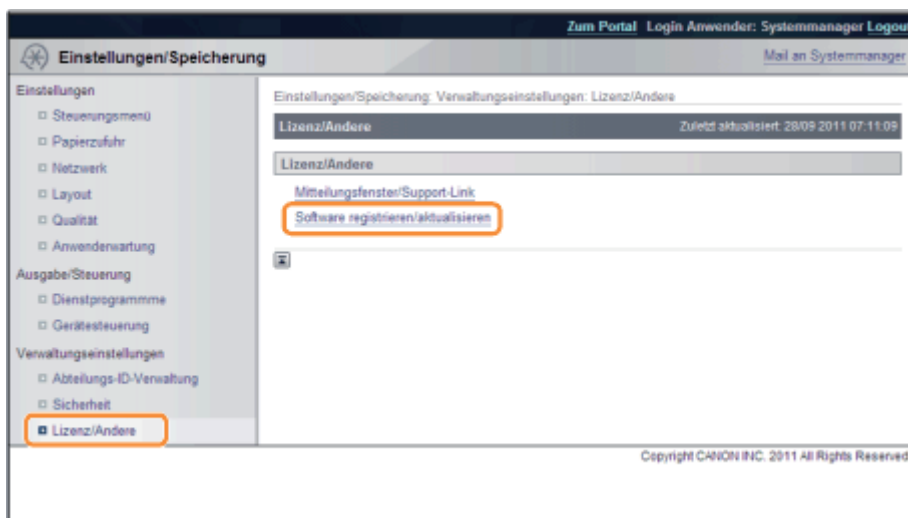 Zum Portal Login Anwender: Systemmanager Logout
Einstellungen/Speicherung
Mail an Systemmanager
Einstellungen
Steuerungsmenü
Papierzufuhr
Netzwerk
Layout
Qualität
Anwenderwartung
Ausgabe/Steuerung
Dienstprogrammme
Gerätesteuerung
Verwaltungseinstellungen
Abteilungs-ID-Verwaltung
Sicherheit
Lizenz/Andere
Einstellungen/Speicherung: Verwaltungseinstellungen: Lizenz/Andere
Lizenz/Andere Zuletzt aktualisiert: 28/09 2011 07:11:09
Lizenz/Andere
Mitteilungsfenster/Support-Link
Software registrieren/aktualisieren
Copyright CANON INC. 2011 All Rights Reserved